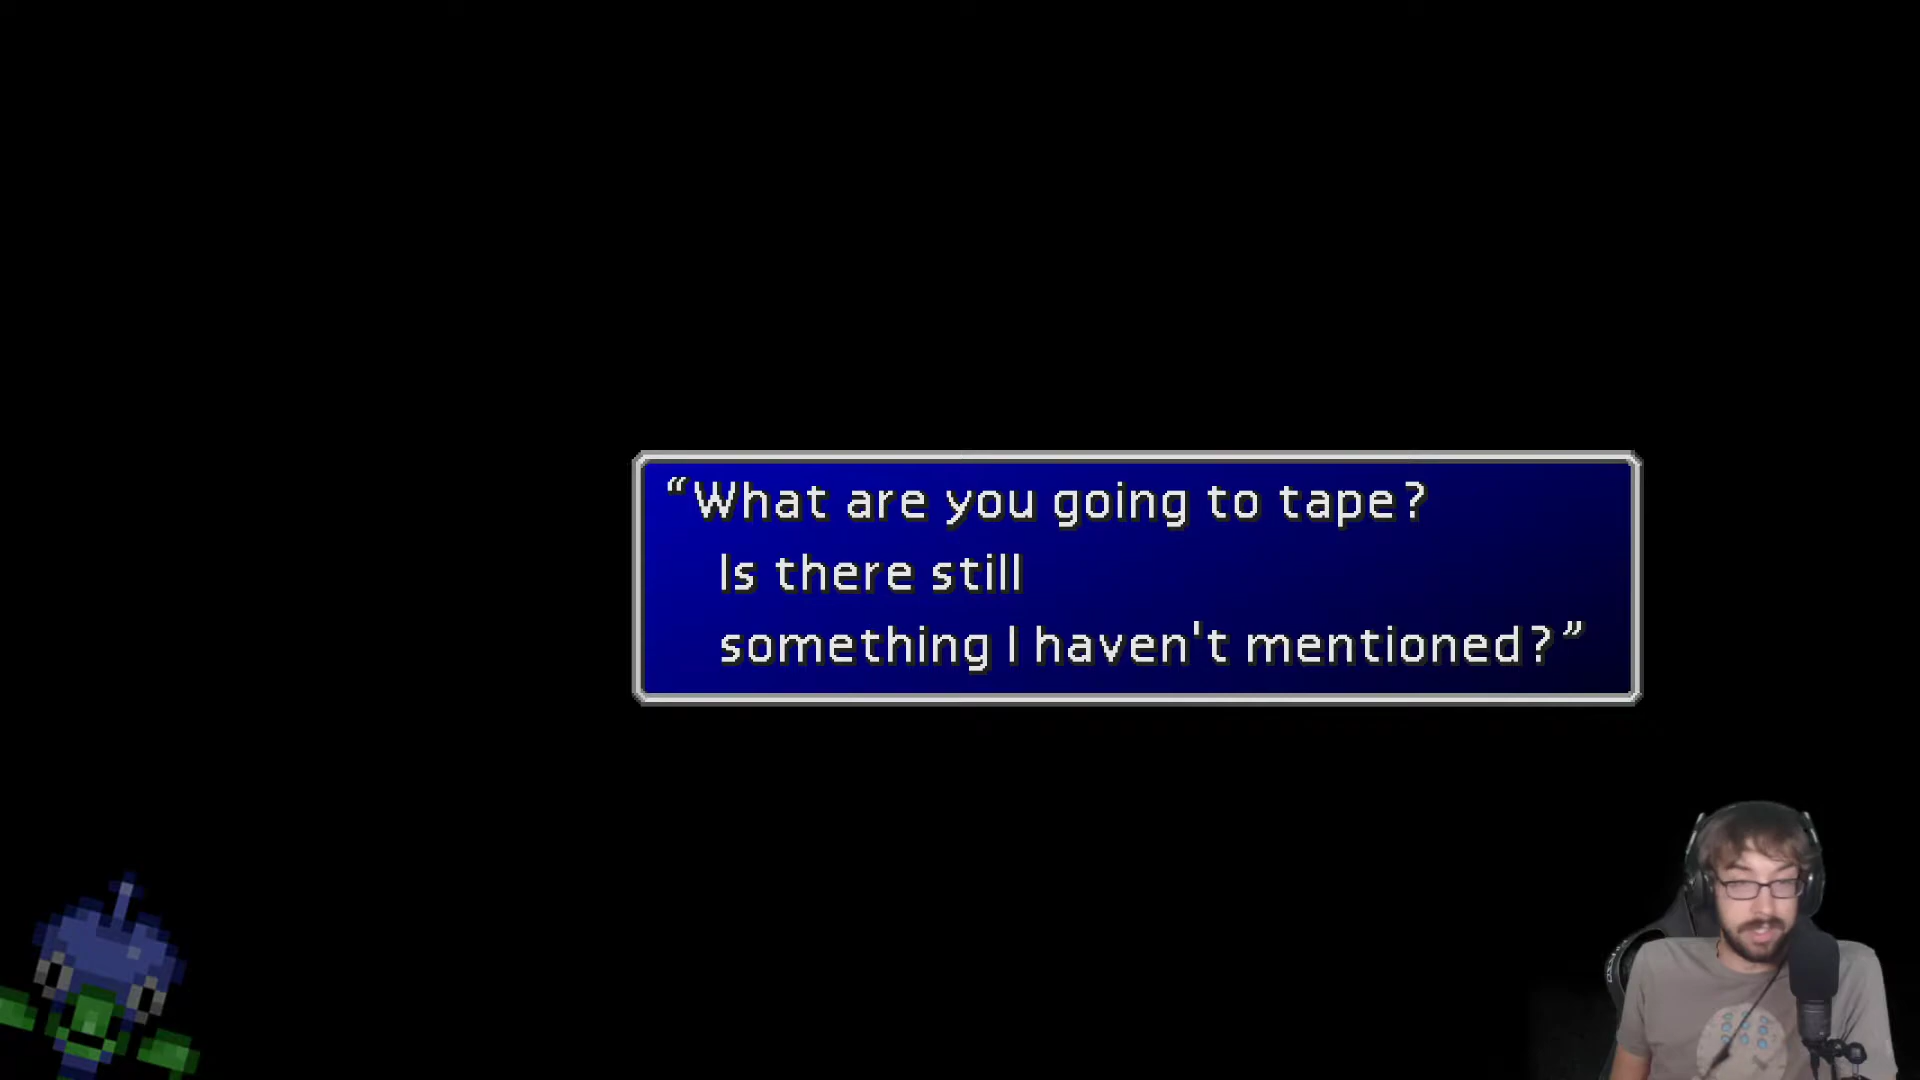 “What are you going to tape?
Is there still
something I haven't mentioned?”